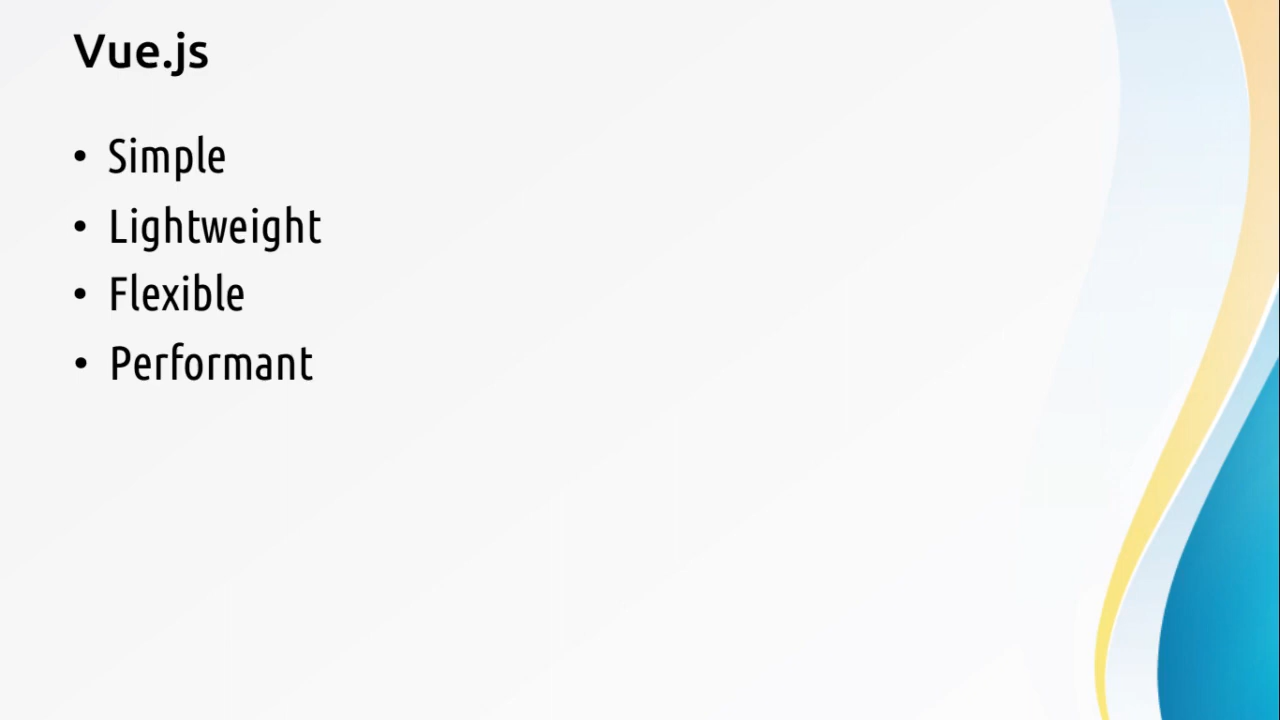 Vue.js
• Simple
• Lightweight
• Flexible
• Performant